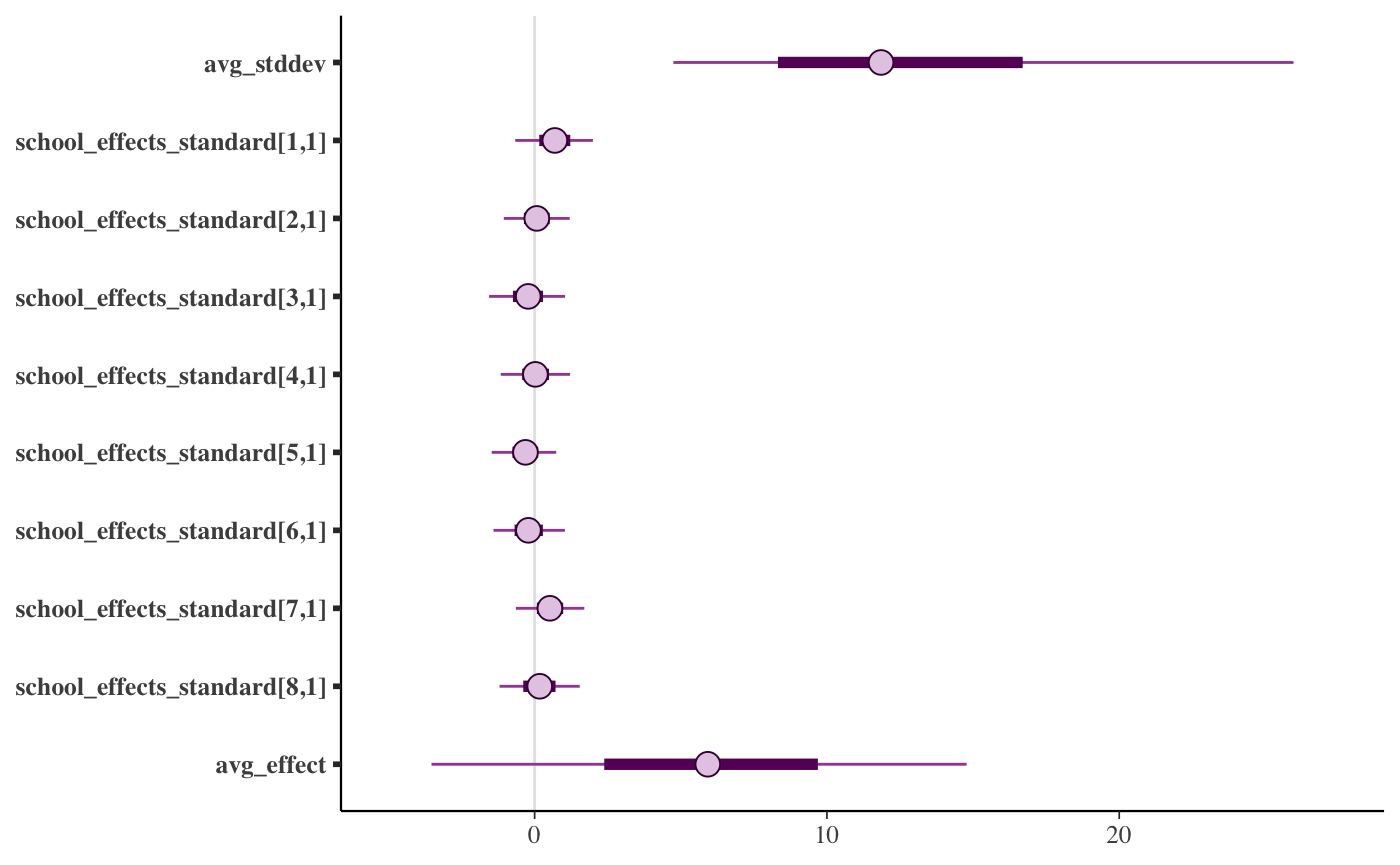 avg_stddev
school_effects_standard[1,1]
school_effects_standard[2,1]
school_effects_standard[3,1]
school_effects_standard[4,1]
school_effects_standard[5,1]
school_effects_standard[6,1]
school_effects_standard[7,1]
school_effects_standard[8,1]
avg_effect
0 10 20